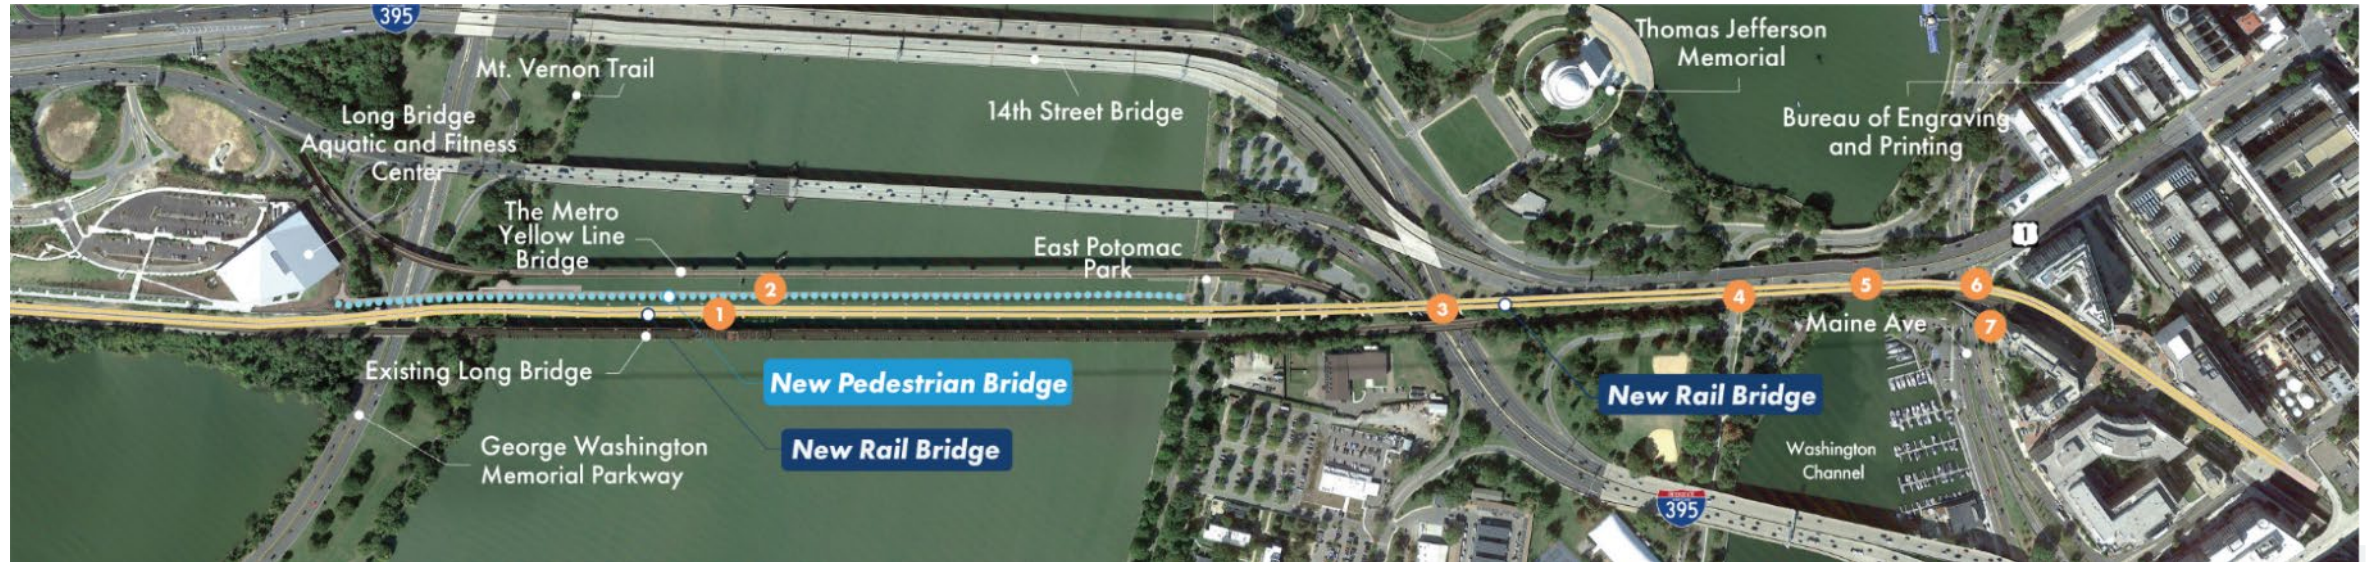 395
Mt. Vernon Trail
Long Bridge
Aquatic and Fitness
Center
14th Street Bridge
Thomas Jefferson
Memorial
Bureau of Engraving
and Printing
The Metro
Yellow Line
Bridge
East Potomac
Park
1
2
1
3
4
5
6
7
Maine Ave
Existing Long Bridge
New Pedestrian Bridge
New Rail Bridge
New Rail Bridge
George Washington
Memorial Parkway
Washington
Channel
395